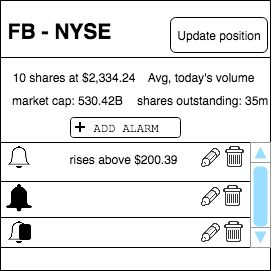 FB - NYSE
Update position
10 shares at $2,334.24 Avg, today's volume
market cap: 530.42B shares outstanding: 35m
+ ADD ALARM
rises above $200.39